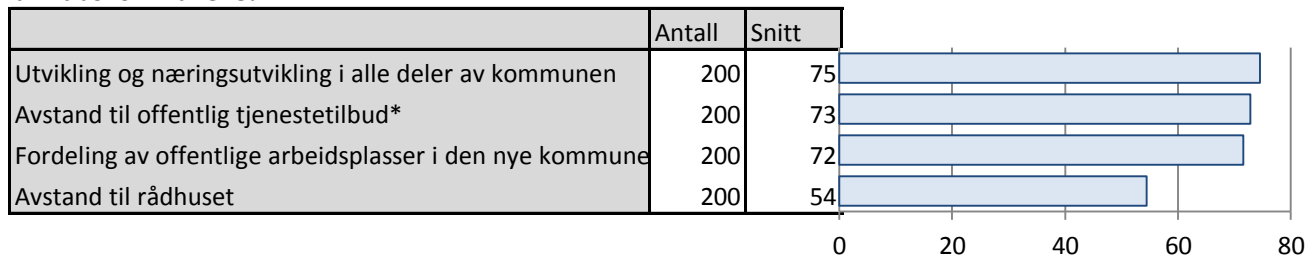 Antall Snitt
Utvikling og næringsutvikling i alle deler av kommunen 200 75
Avstand til offentlig tjenestetilbud* 200 73
Fordeling av offentlige arbeidsplasser i den nye kommune 200 72
Avstand til rådhuset 200 54
0 20 40 60 80